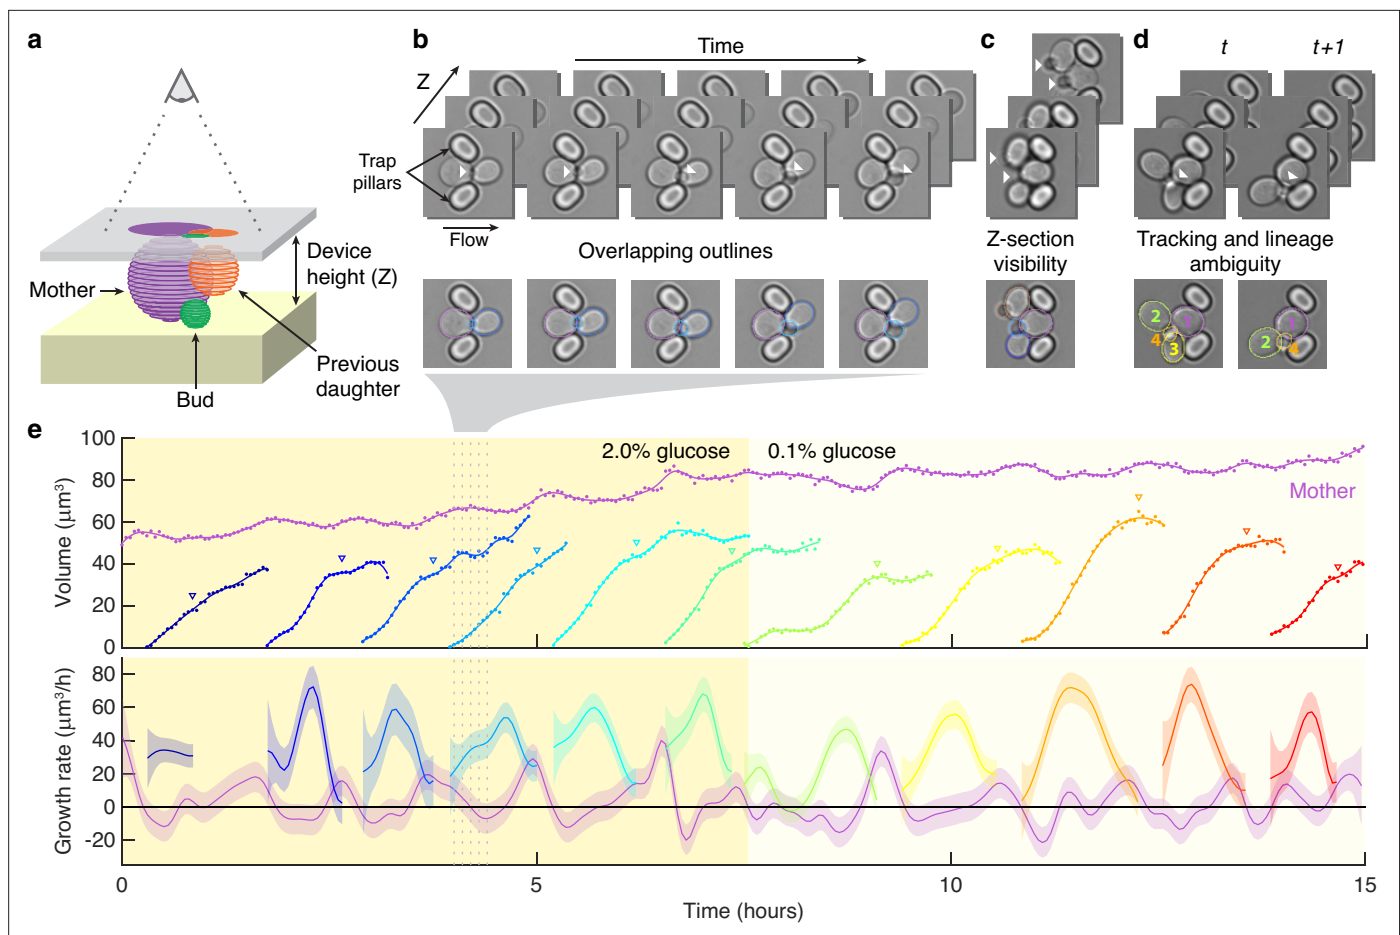 a
Device
height (Z)
Mother
Previous
daughter
Bud
b
Time
Z
Trap
pillars
Flow
Overlapping outlines
c
Z-section
visibility
d
t
t+1
Tracking and lineage
ambiguity
2
1
4
3
2
1
4
e
2.0% glucose
0.1% glucose
Mother
Volume (μm³)
100
80
60
40
20
0
Growth rate (μm³/h)
80
60
40
20
0
-20
0
5
10
15
Time (hours)